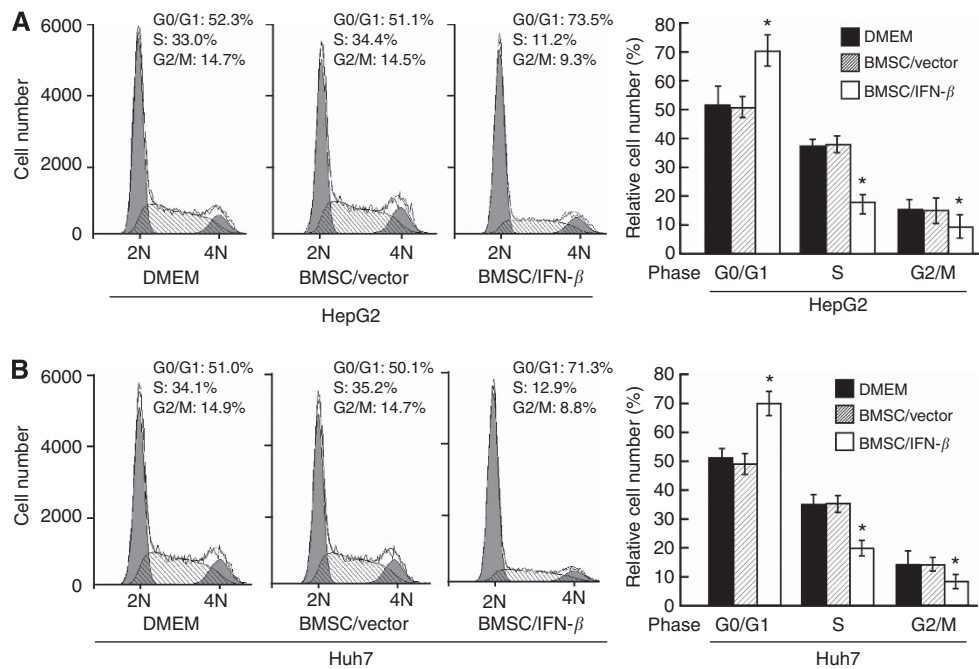 A
Cell number
6000
4000
2000
0
G0/G1: 52.3%
S: 33.0%
G2/M: 14.7%
2N 4N
DMEM
G0/G1: 51.1%
S: 34.4%
G2/M: 14.5%
2N 4N
BMSC/vector
G0/G1: 73.5%
S: 11.2%
G2/M: 9.3%
2N 4N
BMSC/IFN-β
HepG2
Relative cell number (%)
80
70
60
50
40
30
20
10
0
*
*
*
DMEM
BMSC/vector
BMSC/IFN-β
Phase G0/G1 S G2/M
HepG2
B
Cell number
6000
4000
2000
0
G0/G1: 51.0%
S: 34.1%
G2/M: 14.9%
2N 4N
DMEM
G0/G1: 50.1%
S: 35.2%
G2/M: 14.7%
2N 4N
BMSC/vector
G0/G1: 71.3%
S: 12.9%
G2/M: 8.8%
2N 4N
BMSC/IFN-β
Huh7
Relative cell number (%)
80
70
60
50
40
30
20
10
0
*
*
*
DMEM
BMSC/vector
BMSC/IFN-β
Phase G0/G1 S G2/M
Huh7